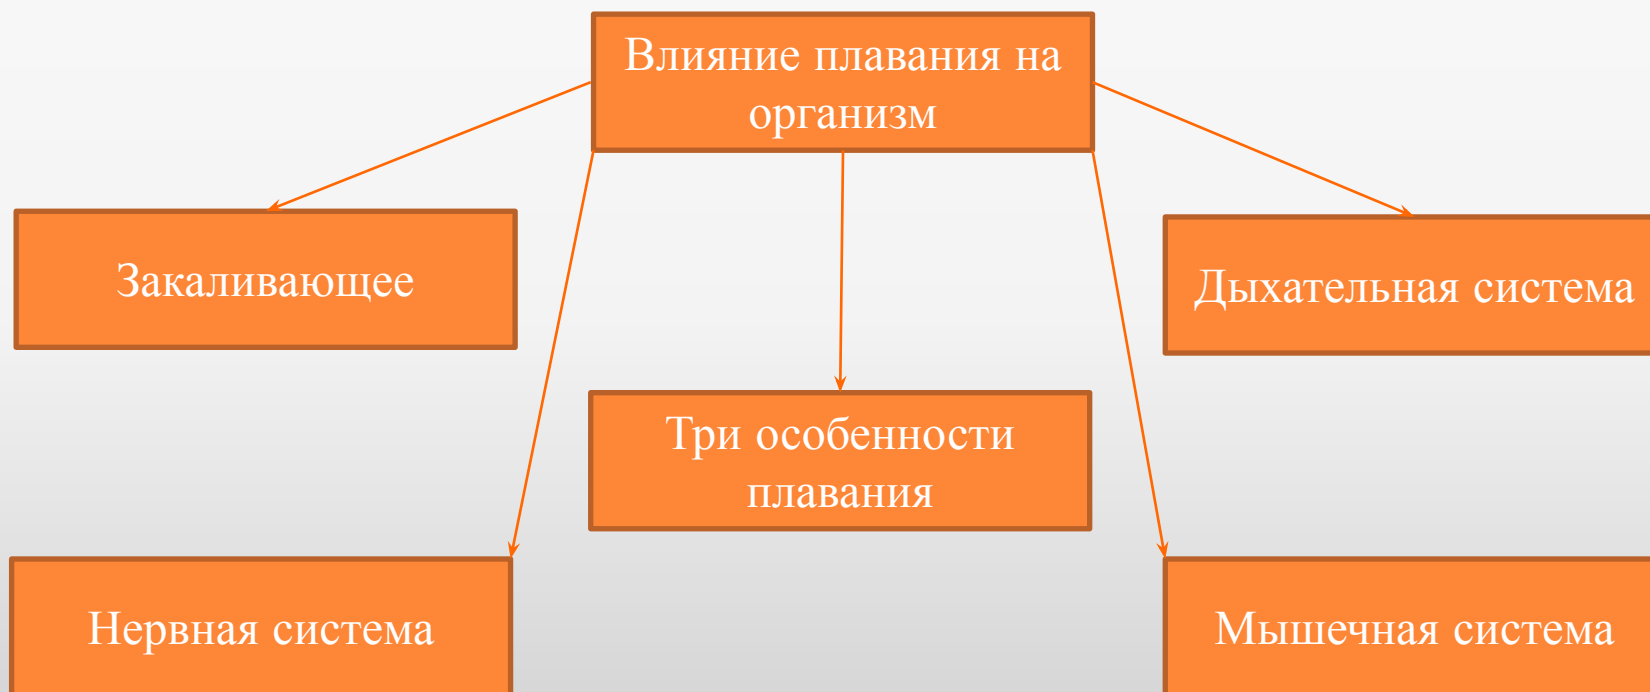 Влияние плавания на
организм
Закаливающее
Дыхательная система
Три особенности
плавания
Нервная система
Мышечная система